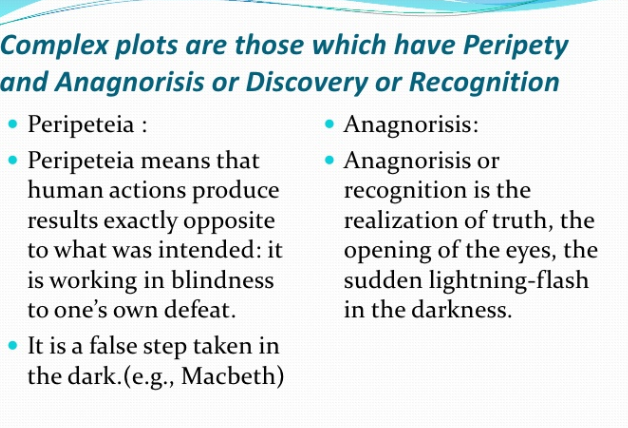 Complex plots are those which have Peripety
and Anagnorisis or Discovery or Recognition
• Peripeteia :
• Peripeteia means that
human actions produce
results exactly opposite
to what was intended: it
is working in blindness
to one’s own defeat.
• It is a false step taken in
the dark.(e.g., Macbeth)
• Anagnorisis:
• Anagnorisis or
recognition is the
realization of truth, the
opening of the eyes, the
sudden lightning-flash
in the darkness.